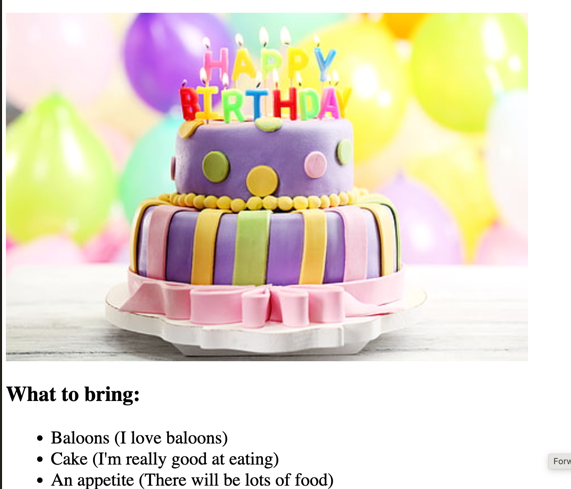 HAPPY
BIRTHDAY
What to bring:
• Baloons (I love baloons)
• Cake (I'm really good at eating)
• An appetite (There will be lots of food)